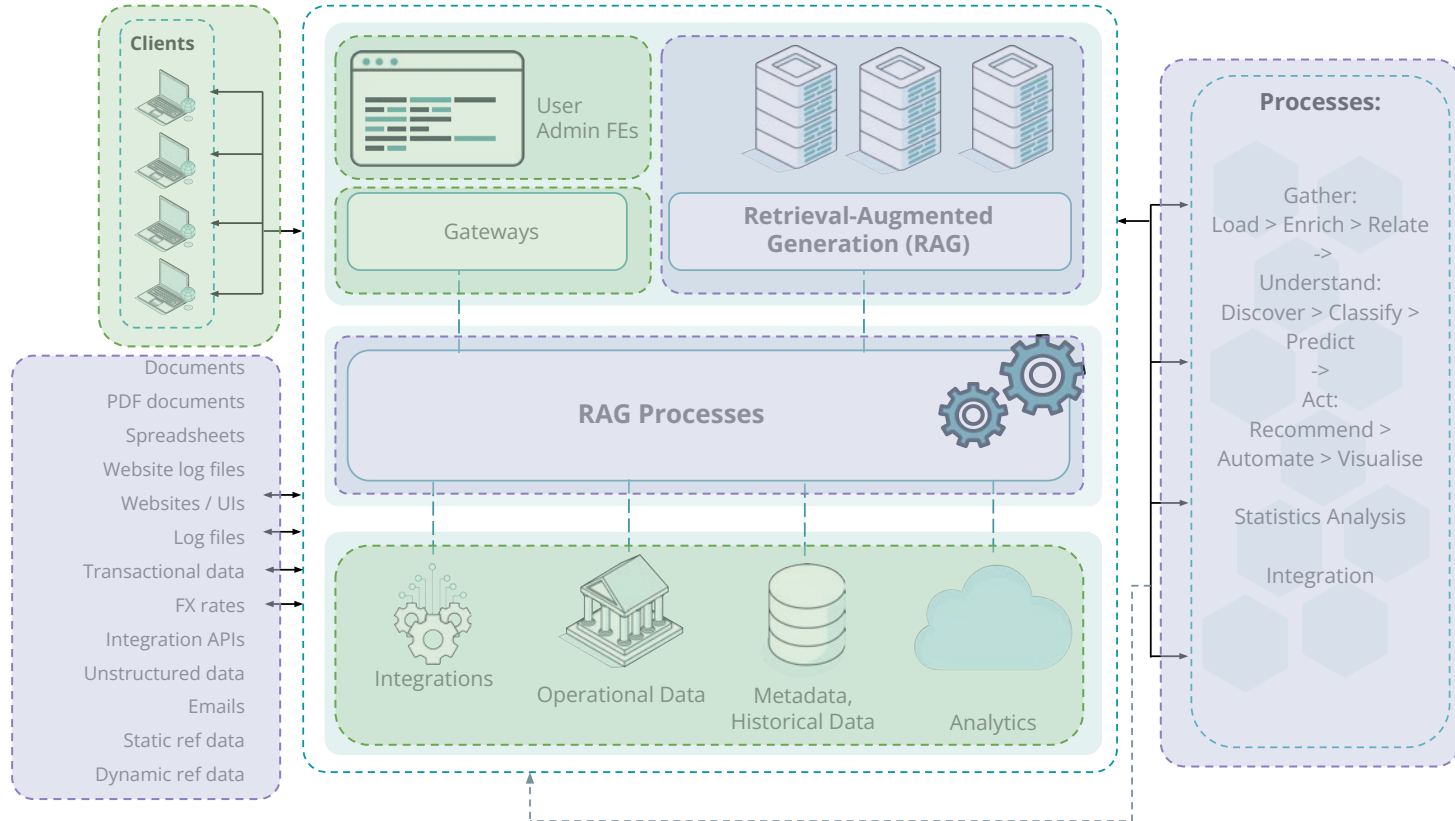 Clients
User
Admin FEs
Gateways
Retrieval-Augmented
Generation (RAG)
RAG Processes
Integrations
Operational Data
Metadata,
Historical Data
Analytics
Documents
PDF documents
Spreadsheets
Website log files
Websites / UIs
Log files
Transactional data
FX rates
Integration APIs
Unstructured data
Emails
Static ref data
Dynamic ref data
Processes:
Gather:
Load > Enrich > Relate
->
Understand:
Discover > Classify >
Predict
->
Act:
Recommend >
Automate > Visualise
Statistics Analysis
Integration